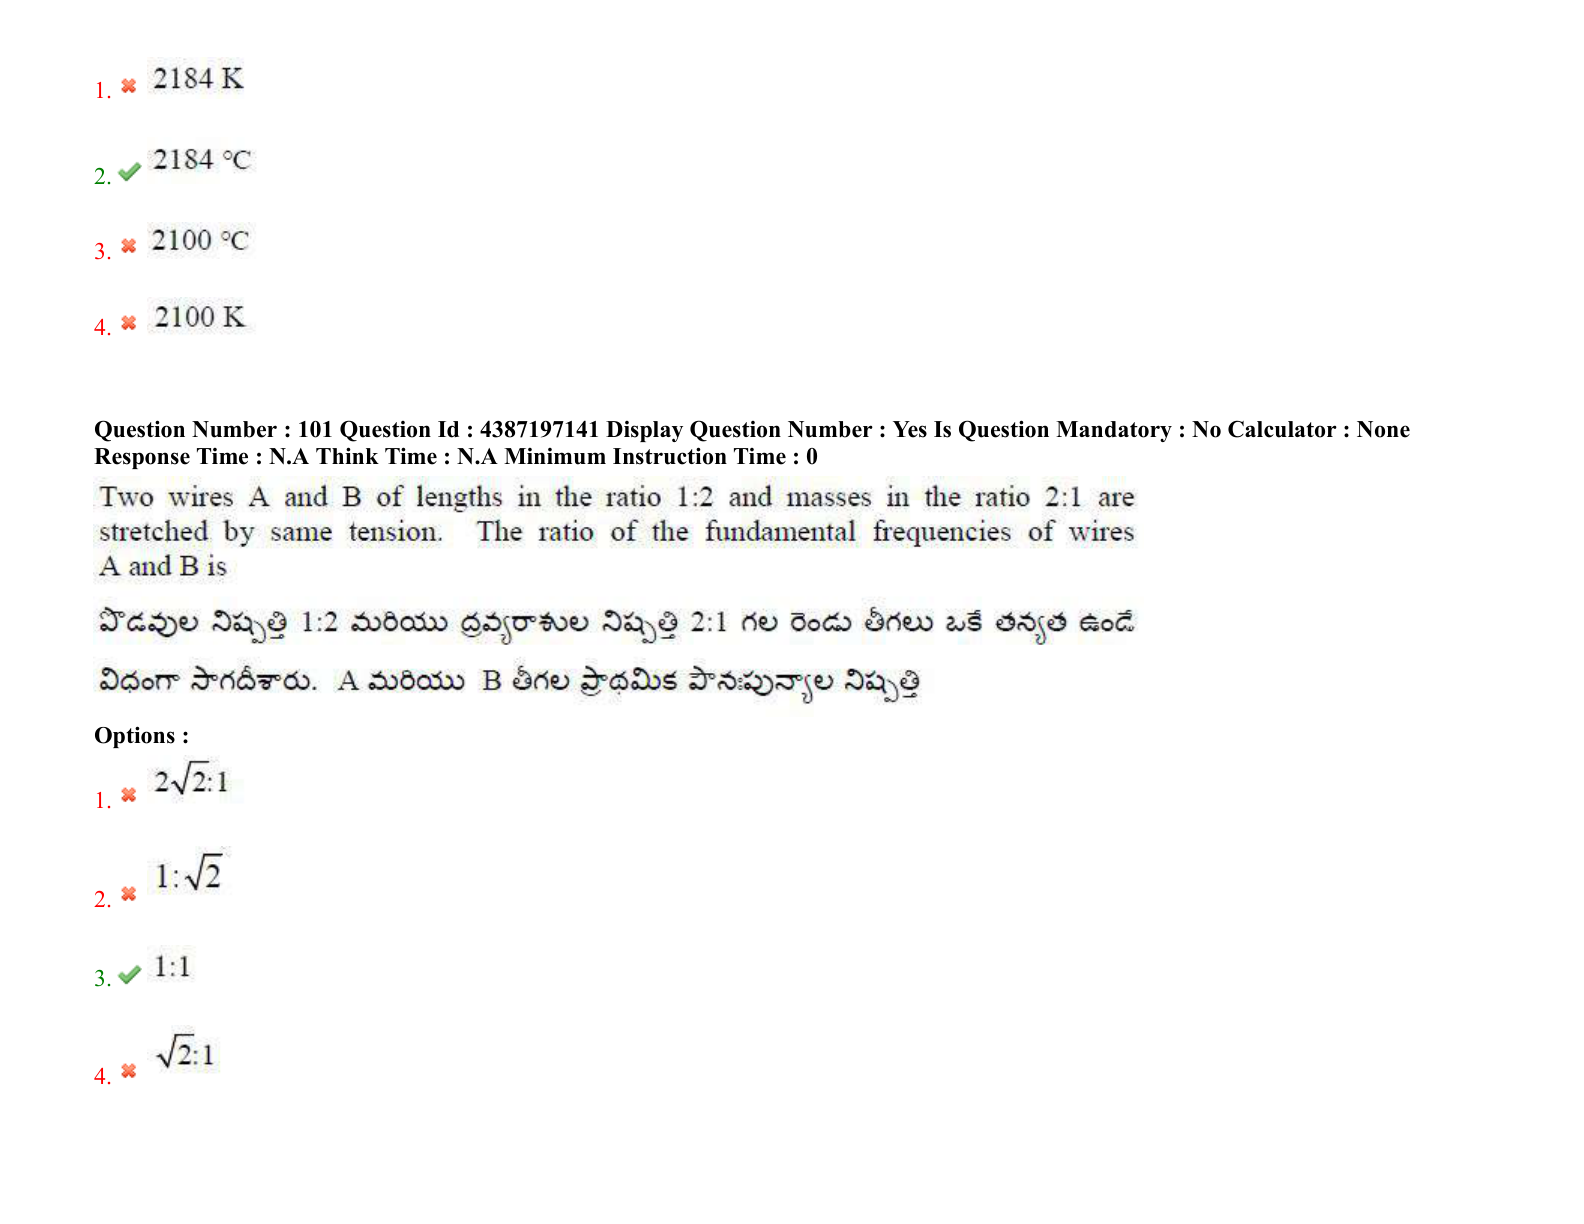 1. 2184 K
2. 2184 °C
3. 2100 °C
4. 2100 K
Question Number : 101 Question Id : 4387197141 Display Question Number : Yes Is Question Mandatory : No Calculator : None
Response Time : N.A Think Time : N.A Minimum Instruction Time : 0
Two wires A and B of lengths in the ratio 1:2 and masses in the ratio 2:1 are
stretched by same tension. The ratio of the fundamental frequencies of wires
A and B is
పొడవుల నిష్పత్తి 1:2 మరియు ద్రవ్యరాశుల నిష్పత్తి 2:1 గల రెండు తీగలు ఒకే తన్యత ఉండే
విధంగా సాగదీశారు. A మరియు B తీగల ప్రాథమిక పౌనఃపున్యాల నిష్పత్తి
Options :
1. 2√2:1
2. 1:√2
3. 1:1
4. √2:1